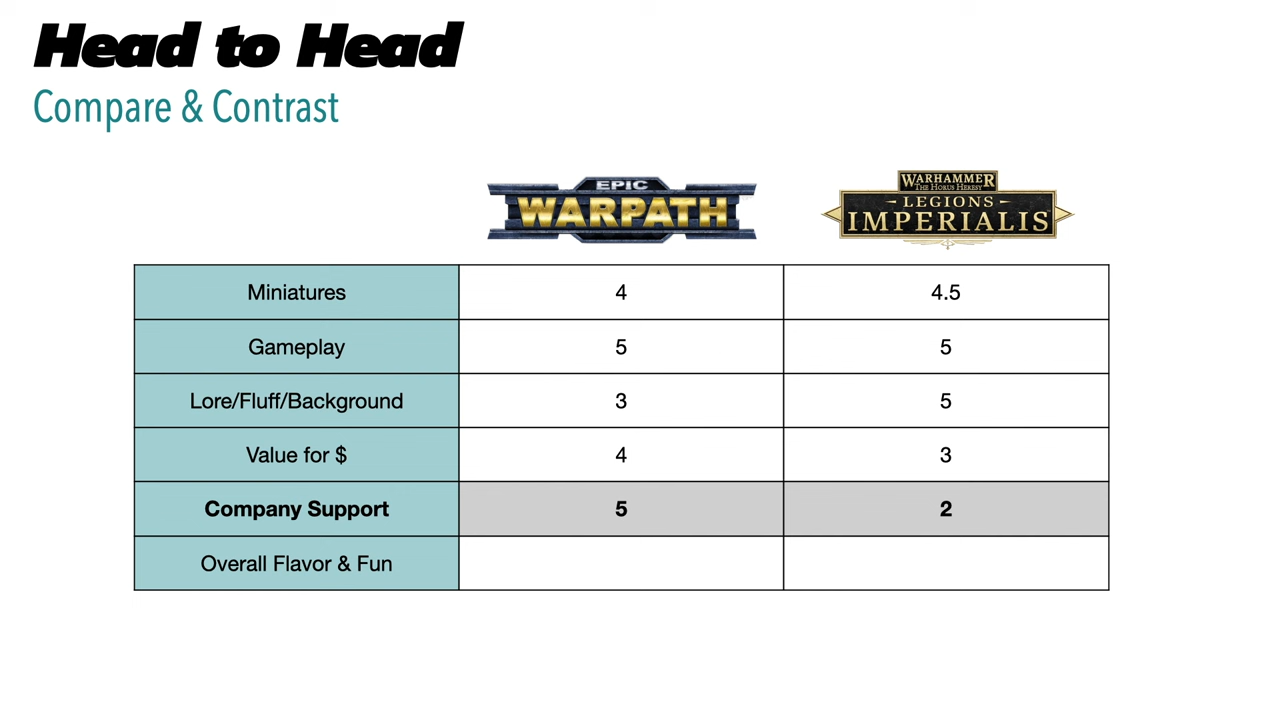 Head to Head
Compare & Contrast
EPIC
WARPATH
WARHAMMER
THE HORUS HERESY
LEGIONS
IMPERIALIS
Miniatures 4 4.5
Gameplay 5 5
Lore/Fluff/Background 3 5
Value for $ 4 3
Company Support 5 2
Overall Flavor & Fun